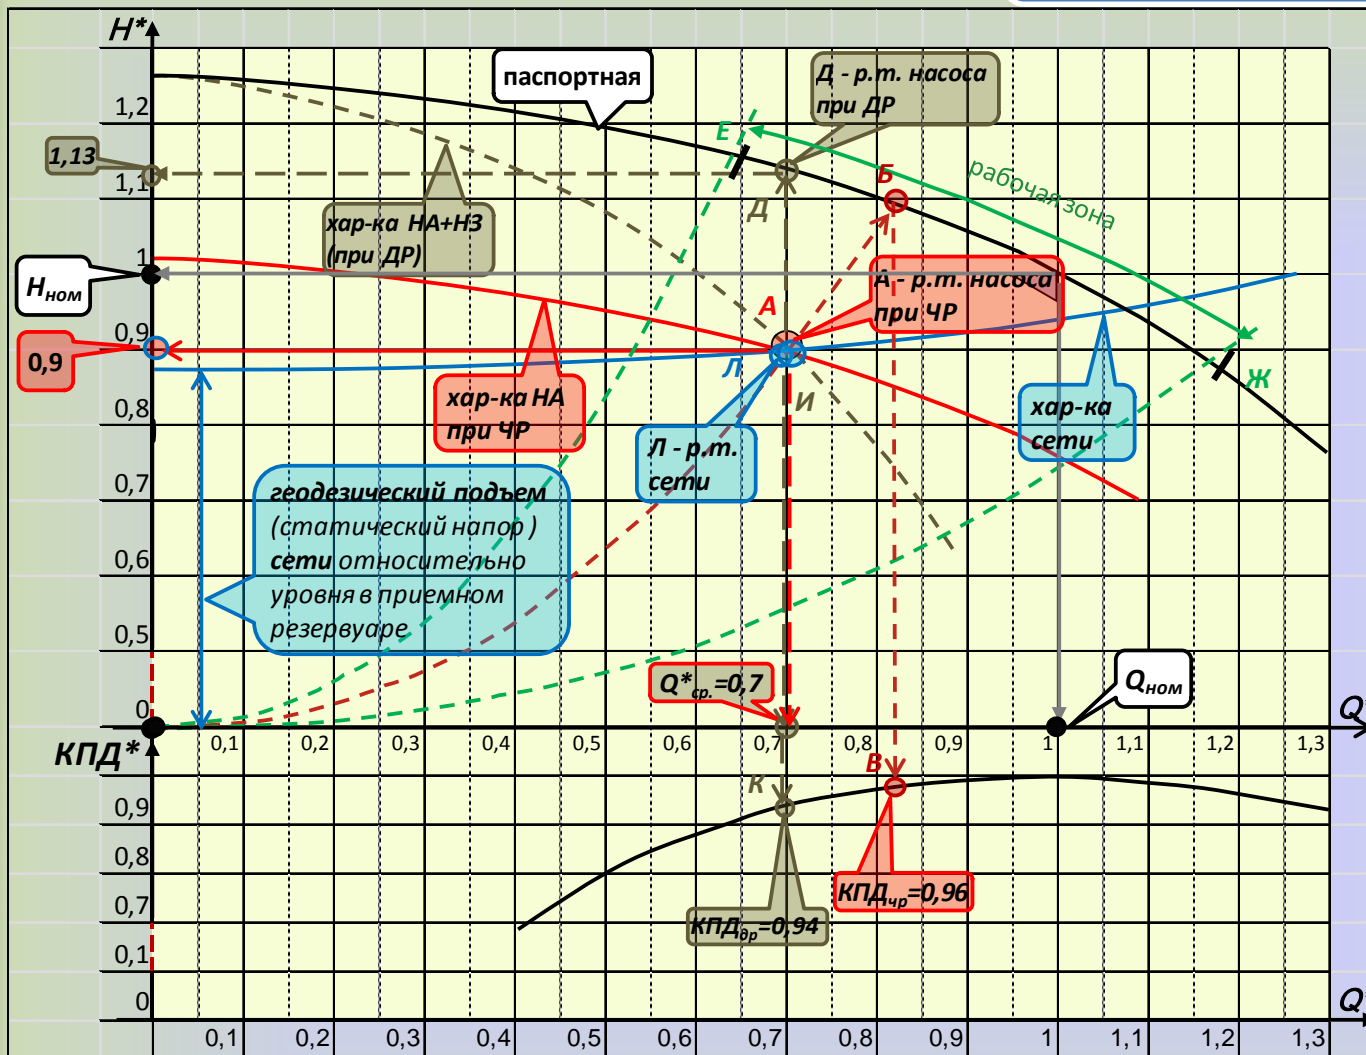 H*
паспортная
Д - р.т. насоса
при ДР
1,2
Е
1,13
1,1
рабочая зона
Б
Д
хар-ка НА+НЗ
(при ДР)
1
Hном
А
А - р.т. насоса
при ЧР
0,9
0,9
Л
И
хар-ка НА
при ЧР
Ж
хар-ка
сети
0,8
Л - р.т.
сети
0,7
геодезический подъем
(статический напор)
сети относительно
уровня в приемном
резервуаре
0,6
0,5
Q*ср.=0,7
Qном
0
Q*
0,1 0,2 0,3 0,4 0,5 0,6 0,7 0,8 0,9 1 1,1 1,2 1,3
КПД*
К
В
0,9
0,8
КПДчр=0,96
0,7
КПДдр=0,94
0,1
0
Q*
0,1 0,2 0,3 0,4 0,5 0,6 0,7 0,8 0,9 1 1,1 1,2 1,3